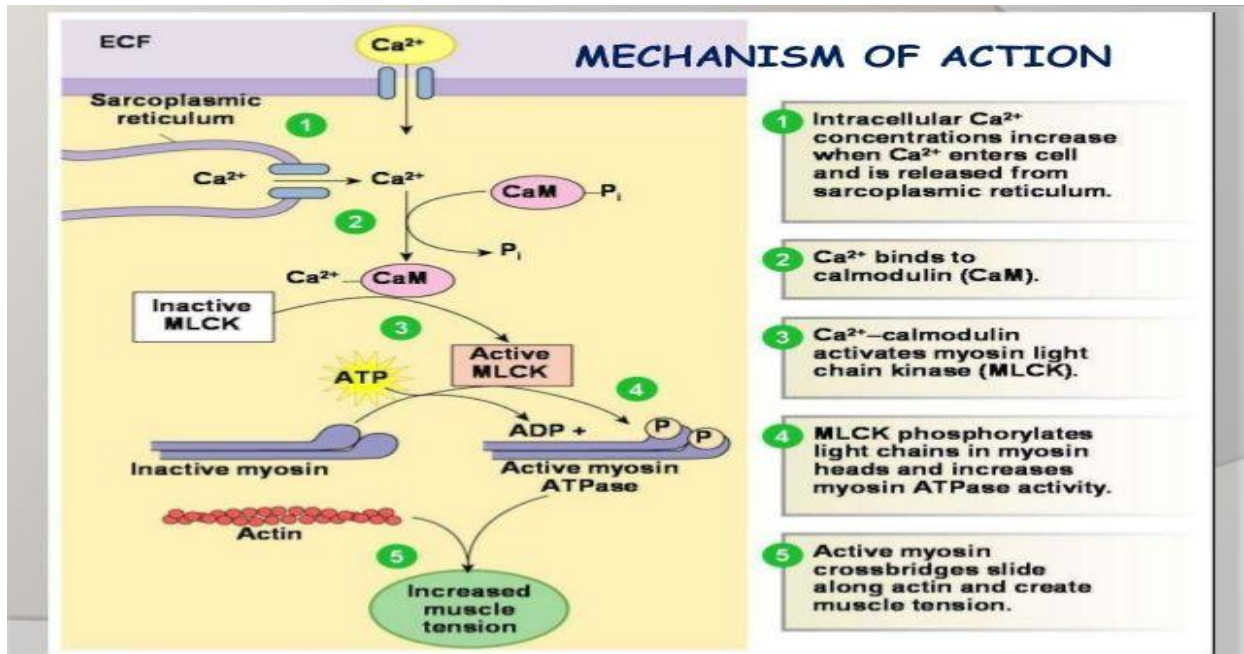 ECF
Ca²⁺
MECHANISM OF ACTION
Sarcoplasmic
reticulum
1
Ca²⁺
Ca²⁺
CaM
Pᵢ
2
Pᵢ
Ca²⁺
CaM
Inactive
MLCK
3
Active
MLCK
ATP
4
ADP +
P
P
Inactive myosin
Active myosin
ATPase
Actin
5
Increased
muscle
tension
1 Intracellular Ca²⁺
concentrations increase
when Ca²⁺ enters cell
and is released from
sarcoplasmic reticulum.
2 Ca²⁺ binds to
calmodulin (CaM).
3 Ca²⁺–calmodulin
activates myosin light
chain kinase (MLCK).
4 MLCK phosphorylates
light chains in myosin
heads and increases
myosin ATPase activity.
5 Active myosin
crossbridges slide
along actin and create
muscle tension.